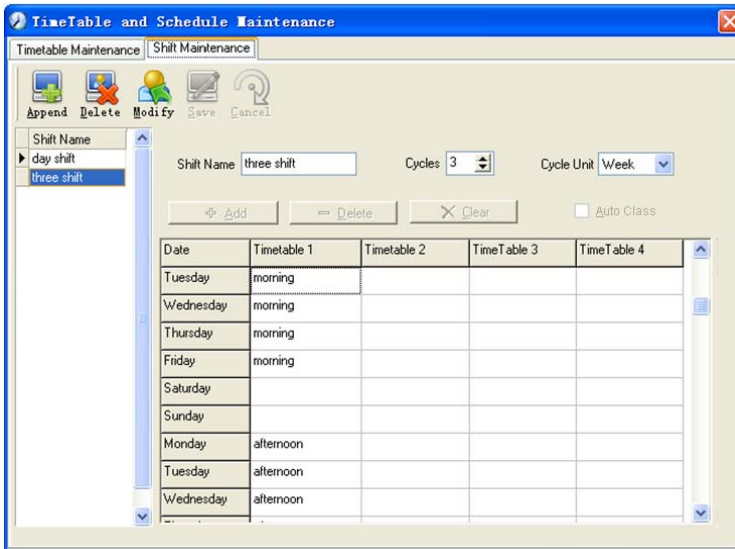 TimeTable and Schedule Maintenance
Timetable Maintenance Shift Maintenance
Append Delete Modify Save Cancel
Shift Name
day shift
three shift
Shift Name three shift Cycles 3 Cycle Unit Week
Add Delete Clear Auto Class
Date Timetable 1 Timetable 2 TimeTable 3 TimeTable 4
Tuesday morning
Wednesday morning
Thursday morning
Friday morning
Saturday
Sunday
Monday afternoon
Tuesday afternoon
Wednesday afternoon